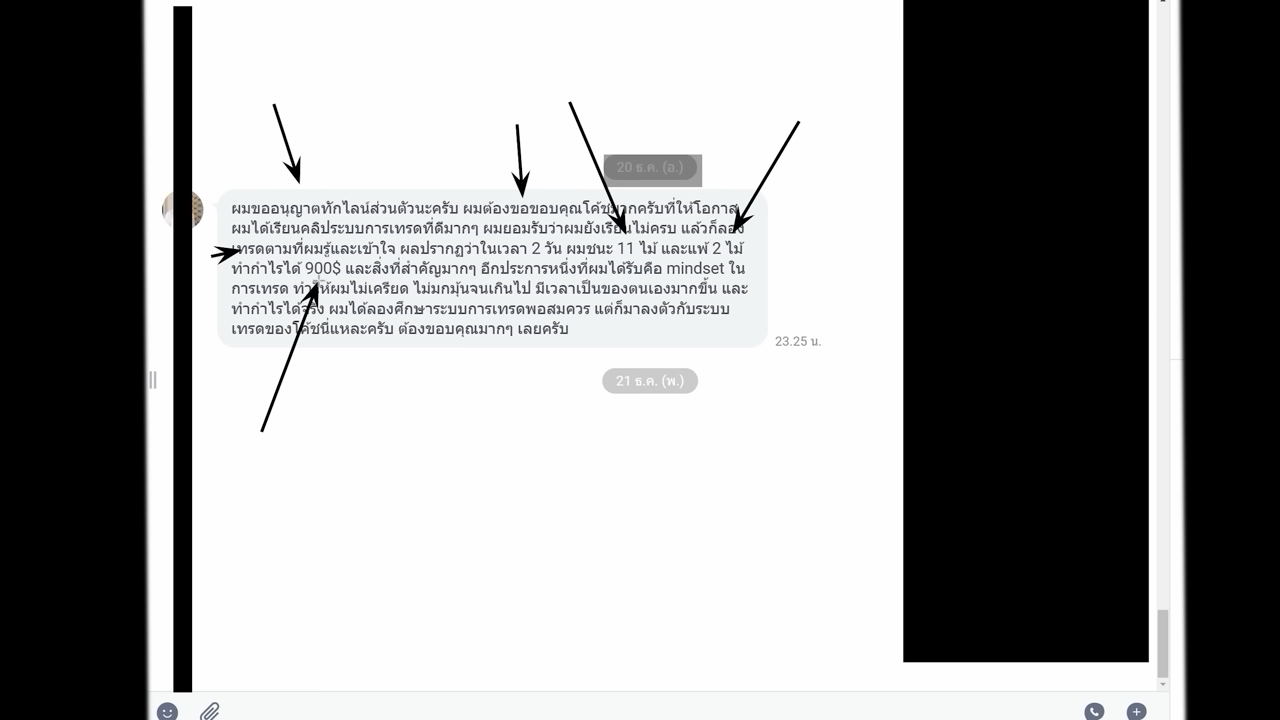 20 ธ.ค. (อ.)
ผมขออนุญาตทักไลน์ส่วนตัวนะครับ ผมต้องขอขอบคุณโค้ชมากครับที่ให้โอกาส
ผมได้เรียนคลิประบบการเทรดที่ดีมากๆ ผมยอมรับว่าผมยังเรียนไม่ครบ แล้วก็ลอง
เทรดตามที่ผมรู้และเข้าใจ ผลปรากฏว่าในเวลา 2 วัน ผมชนะ 11 ไม้ และแพ้ 2 ไม้
ทำกำไรได้ 900$ และสิ่งที่สำคัญมากๆ อีกประการหนึ่งที่ผมได้รับคือ mindset ใน
การเทรด ทำให้ผมไม่เครียด ไม่มกมุ้นจนเกินไป มีเวลาเป็นของตนเองมากขึ้น และ
ทำกำไรได้จริง ผมได้ลองศึกษาระบบการเทรดพอสมควร แต่ก็มาลงตัวกับระบบ
เทรดของโค้ชนี่แหละครับ ต้องขอบคุณมากๆ เลยครับ
23.25 น.
21 ธ.ค. (พ.)